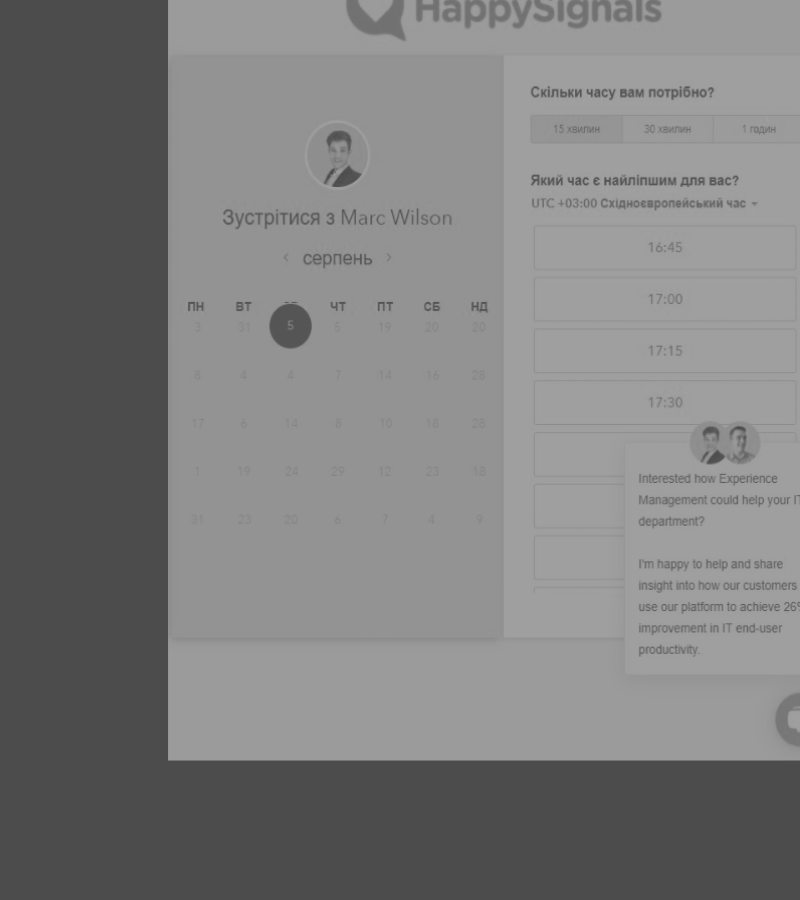 HappySignals
Зустрітися з Marc Wilson
серпень
ПН ВТ ЧТ ПТ СБ НД
3 31 5 5 19 20 20
8 4 4 7 14 16 28
17 6 14 8 10 18 28
1 19 24 29 12 23 18
31 23 20 6 7 4 9
Скільки часу вам потрібно?
15 хвилин 30 хвилин 1 годин
Який час є найліпшим для вас?
UTC +03:00 Східноєвропейський час
16:45
17:00
17:15
17:30
Interested how Experience
Management could help your IT
department?
I'm happy to help and share
insight into how our customers
use our platform to achieve 26%
improvement in IT end-user
productivity.